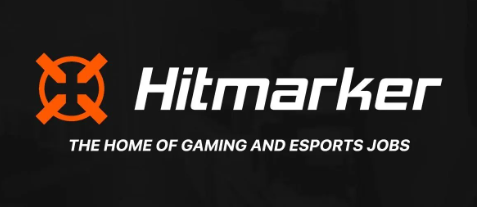 Hitmarker
THE HOME OF GAMING AND ESPORTS JOBS